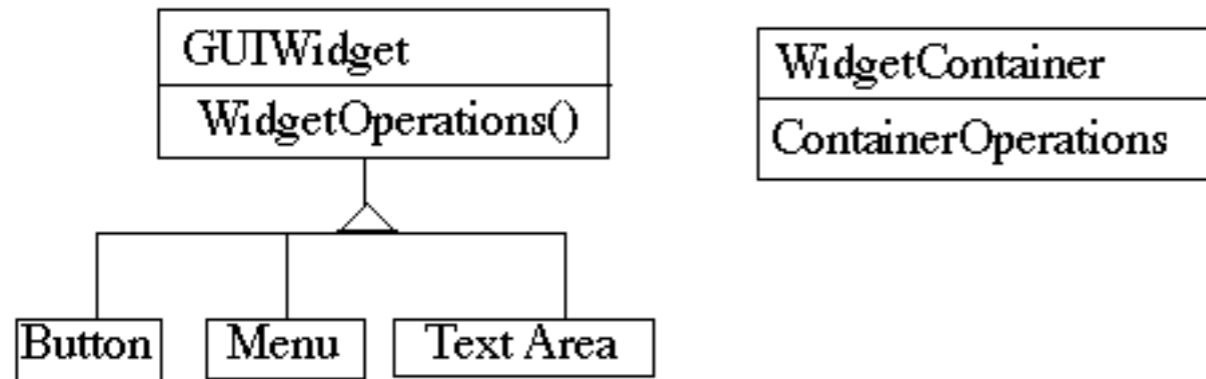 GUIWidget
WidgetOperations()
WidgetContainer
ContainerOperations
Button
Menu
Text Area